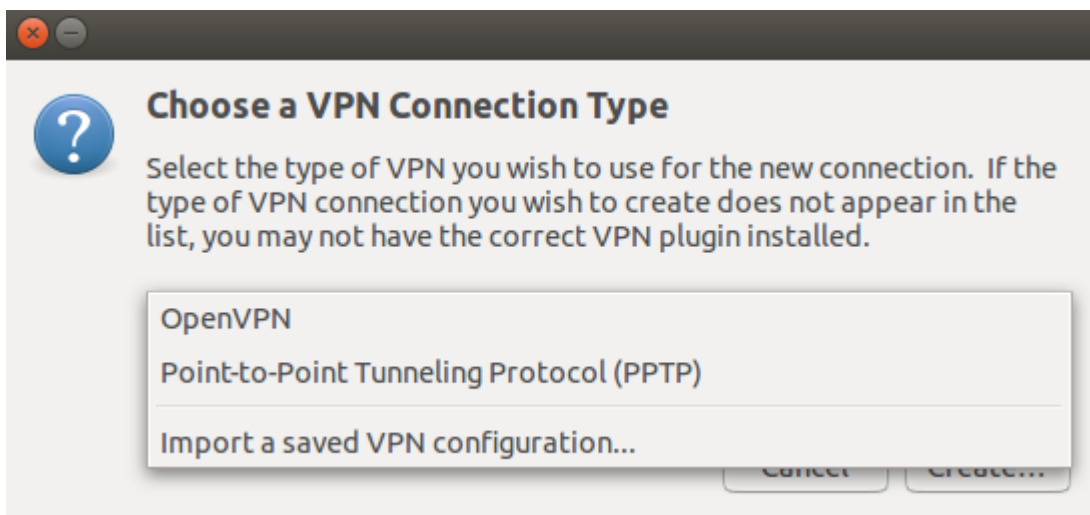 Choose a VPN Connection Type
Select the type of VPN you wish to use for the new connection.  If the
type of VPN connection you wish to create does not appear in the
list, you may not have the correct VPN plugin installed.
OpenVPN
Point-to-Point Tunneling Protocol (PPTP)
Import a saved VPN configuration...
Cancel
Create...